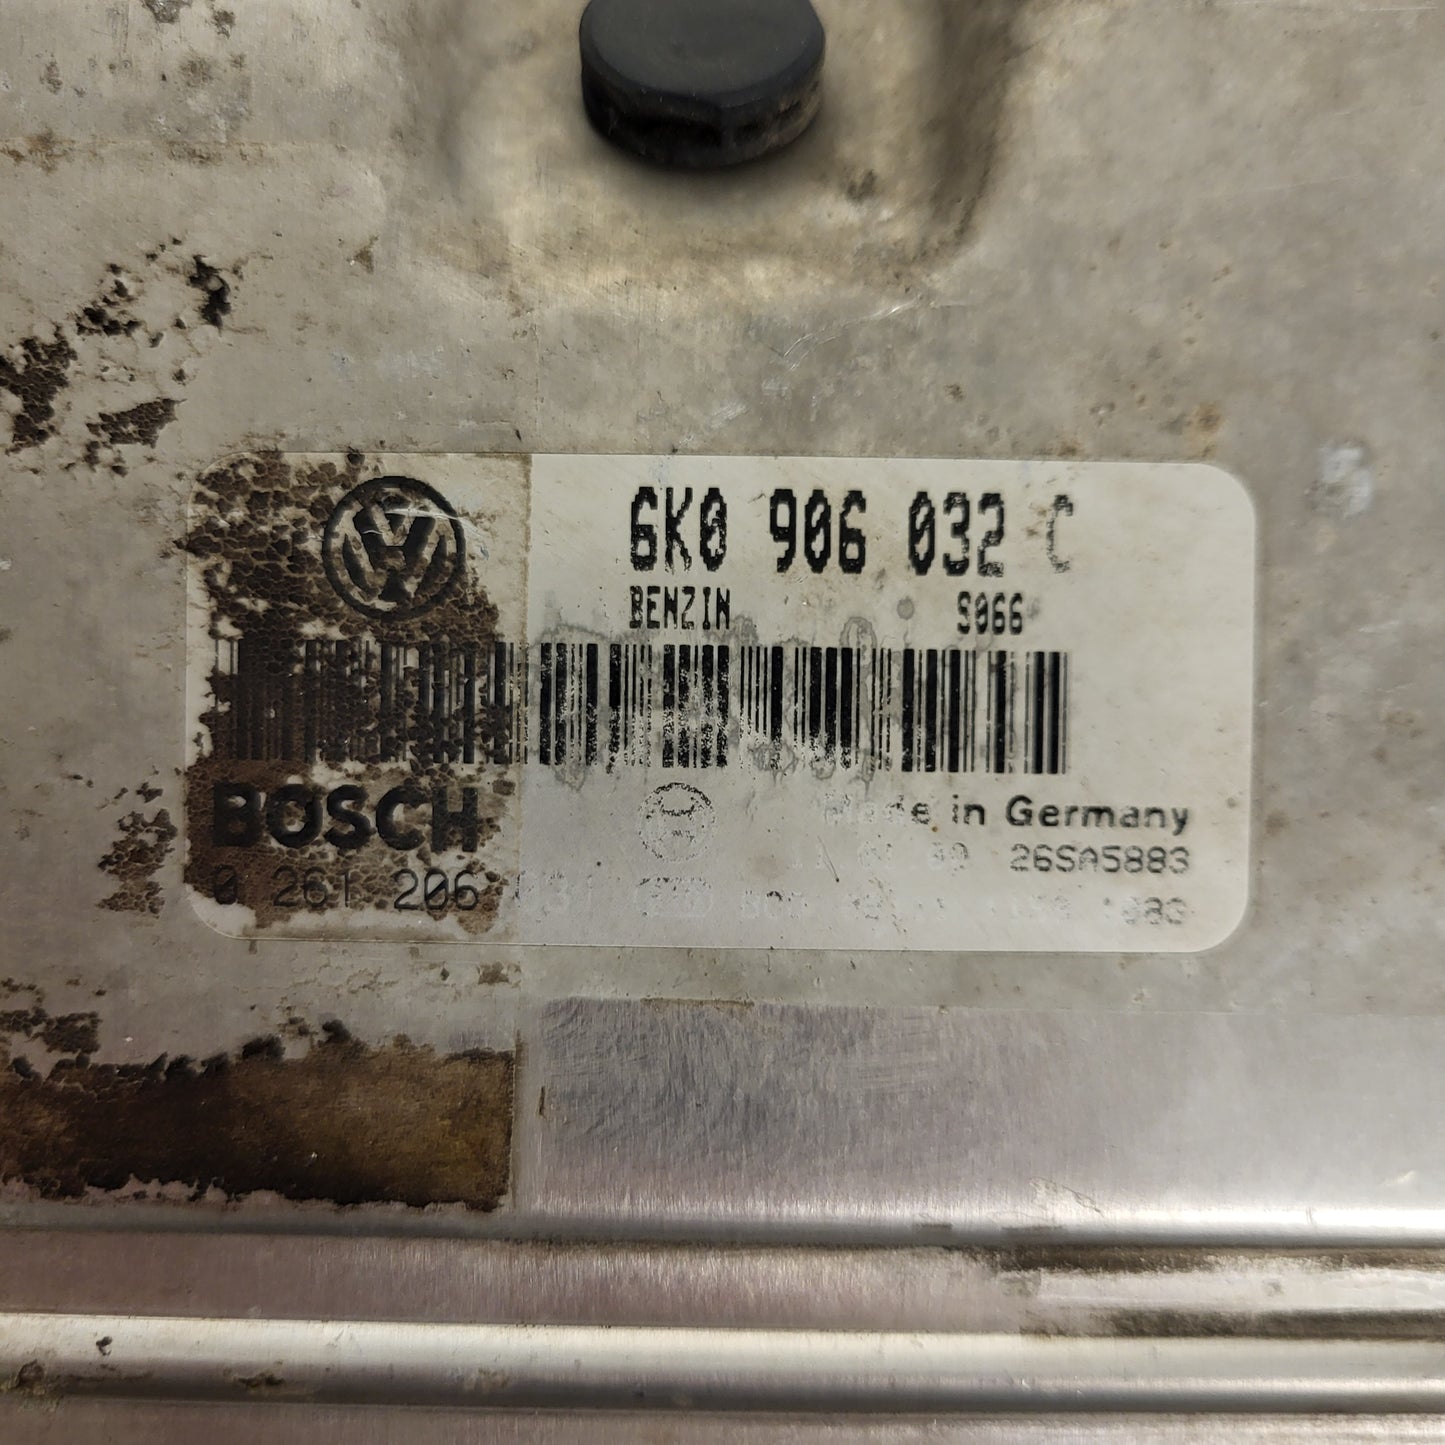 6K0 906 032 C
BENZIN S066
BOSCH
Made in Germany
26SA5883
0 261 206